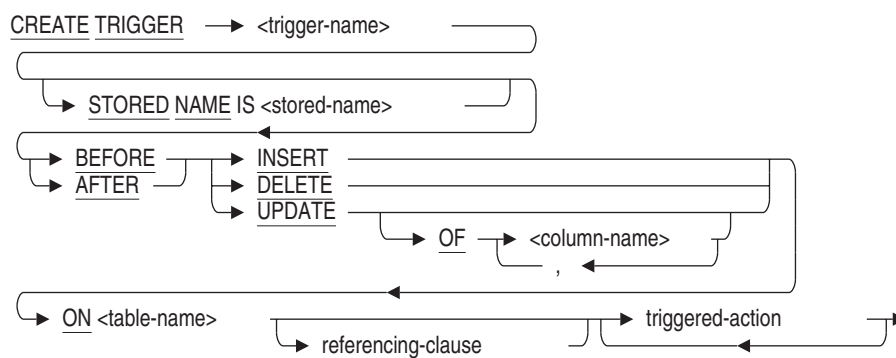 CREATE TRIGGER <trigger-name>
STORED NAME IS <stored-name>
BEFORE INSERT
AFTER DELETE
UPDATE
OF <column-name>
,
ON <table-name> triggered-action
referencing-clause